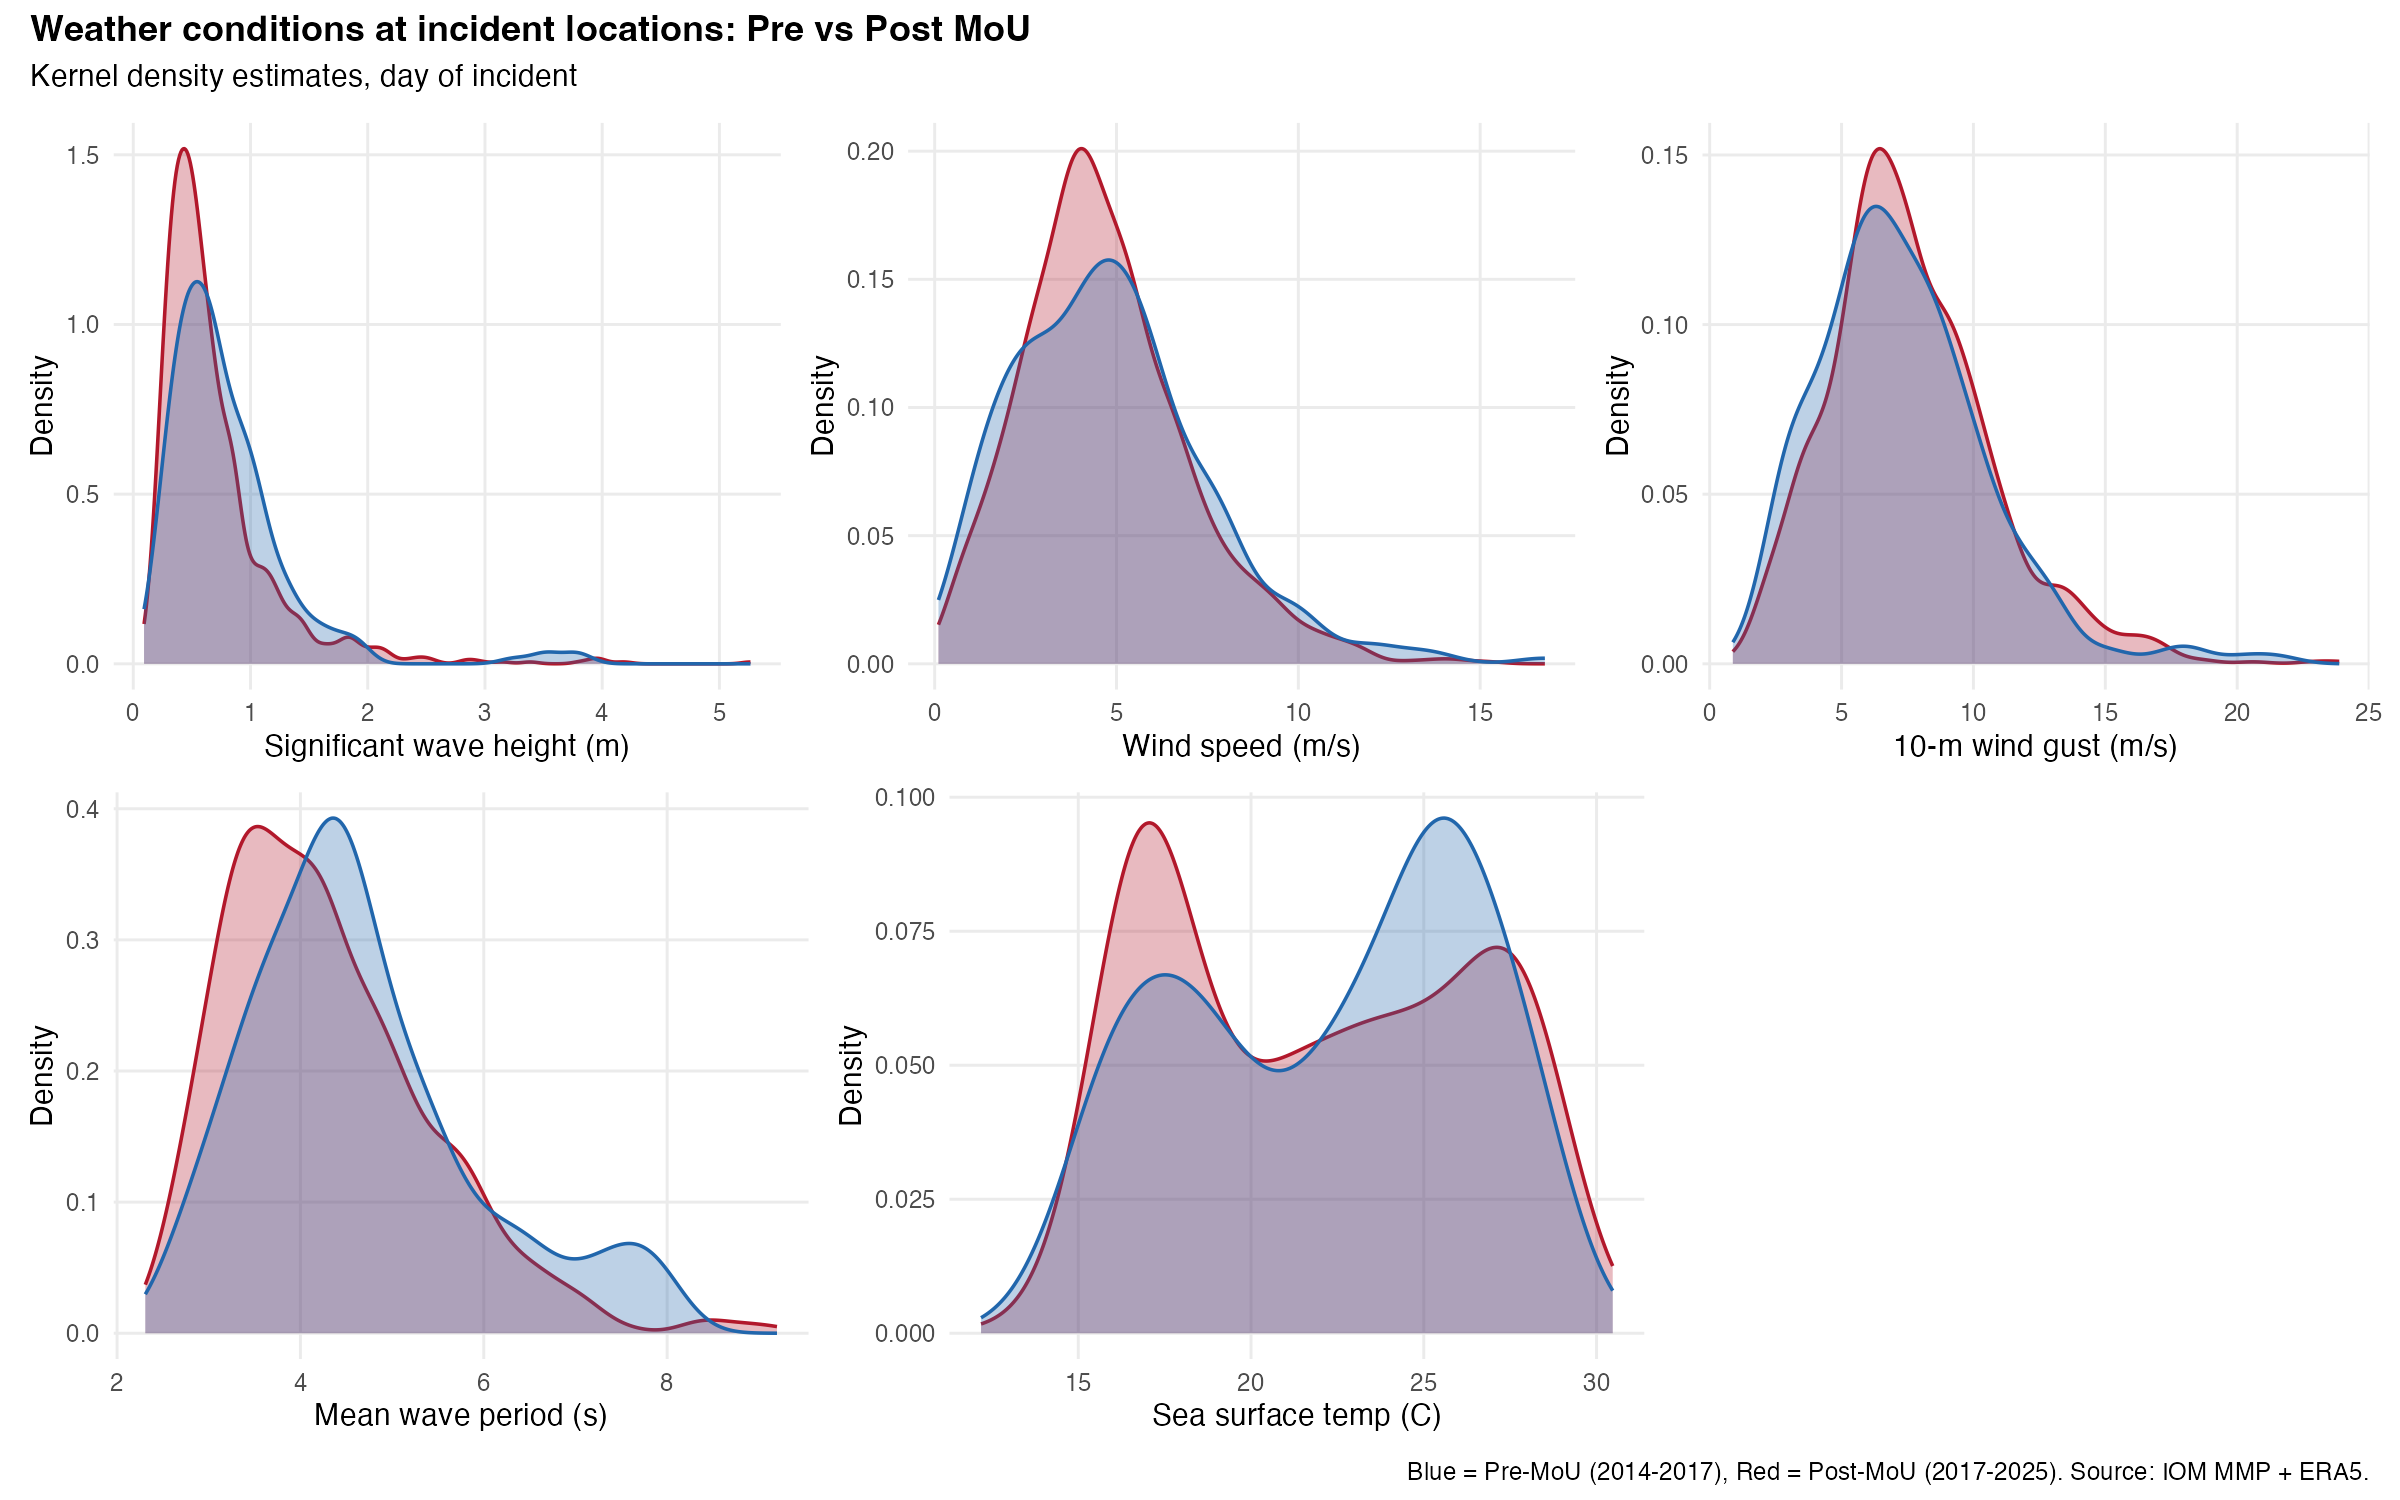 Weather conditions at incident locations: Pre vs Post MoU
Kernel density estimates, day of incident
Density
1.5
1.0
0.5
0.0
0 1 2 3 4 5
Significant wave height (m)
Density
0.20
0.15
0.10
0.05
0.00
0 5 10 15
Wind speed (m/s)
Density
0.15
0.10
0.05
0.00
0 5 10 15 20 25
10-m wind gust (m/s)
Density
0.4
0.3
0.2
0.1
0.0
2 4 6 8
Mean wave period (s)
Density
0.100
0.075
0.050
0.025
0.000
15 20 25 30
Sea surface temp (C)
Blue = Pre-MoU (2014-2017), Red = Post-MoU (2017-2025). Source: IOM MMP + ERA5.